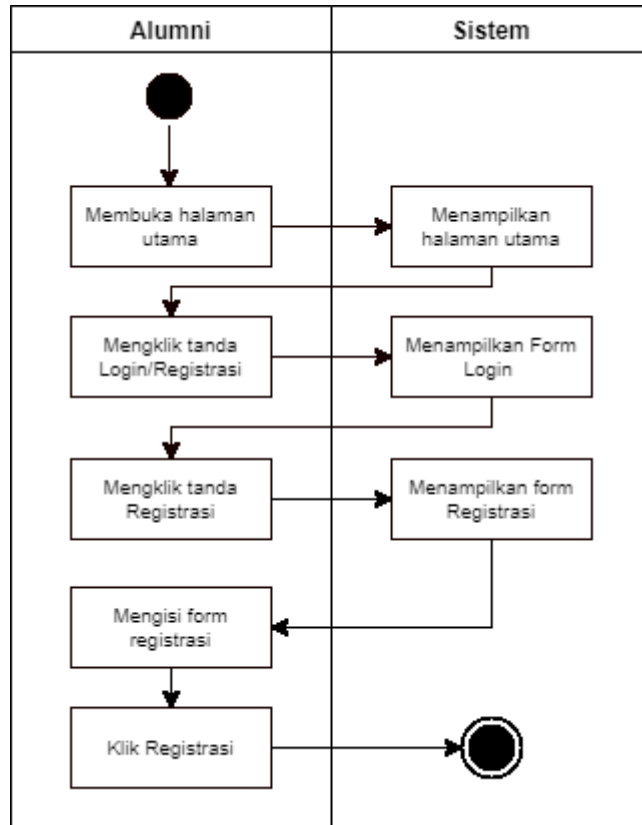 Alumni
Sistem
Membuka halaman
utama
Menampilkan
halaman utama
Mengklik tanda
Login/Registrasi
Menampilkan Form
Login
Mengklik tanda
Registrasi
Menampilkan form
Registrasi
Mengisi form
registrasi
Klik Registrasi